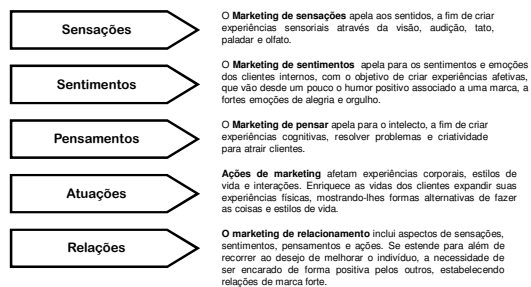 Sensações
O Marketing de sensações apela aos sentidos, a fim de criar
experiências sensoriais através da visão, audição, tato,
paladar e olfato.
Sentimentos
O Marketing de sentimentos apela para os sentimentos e emoções
dos clientes internos, com o objetivo de criar experiências afetivas,
que vão desde um pouco o humor positivo associado a uma marca, a
fortes emoções de alegria e orgulho.
Pensamentos
O Marketing de pensar apela para o intelecto, a fim de criar
experiências cognitivas, resolver problemas e criatividade
para atrair clientes.
Atuações
Ações de marketing afetam experiências corporais, estilos de
vida e interações. Enriquece as vidas dos clientes expandir suas
experiências físicas, mostrando-lhes formas alternativas de fazer
as coisas e estilos de vida.
Relações
O marketing de relacionamento inclui aspectos de sensações,
sentimentos, pensamentos e ações. Se estende para além de
recorrer ao desejo de melhorar o indivíduo, a necessidade de
ser encarado de forma positiva pelos outros, estabelecendo
relações de marca forte.